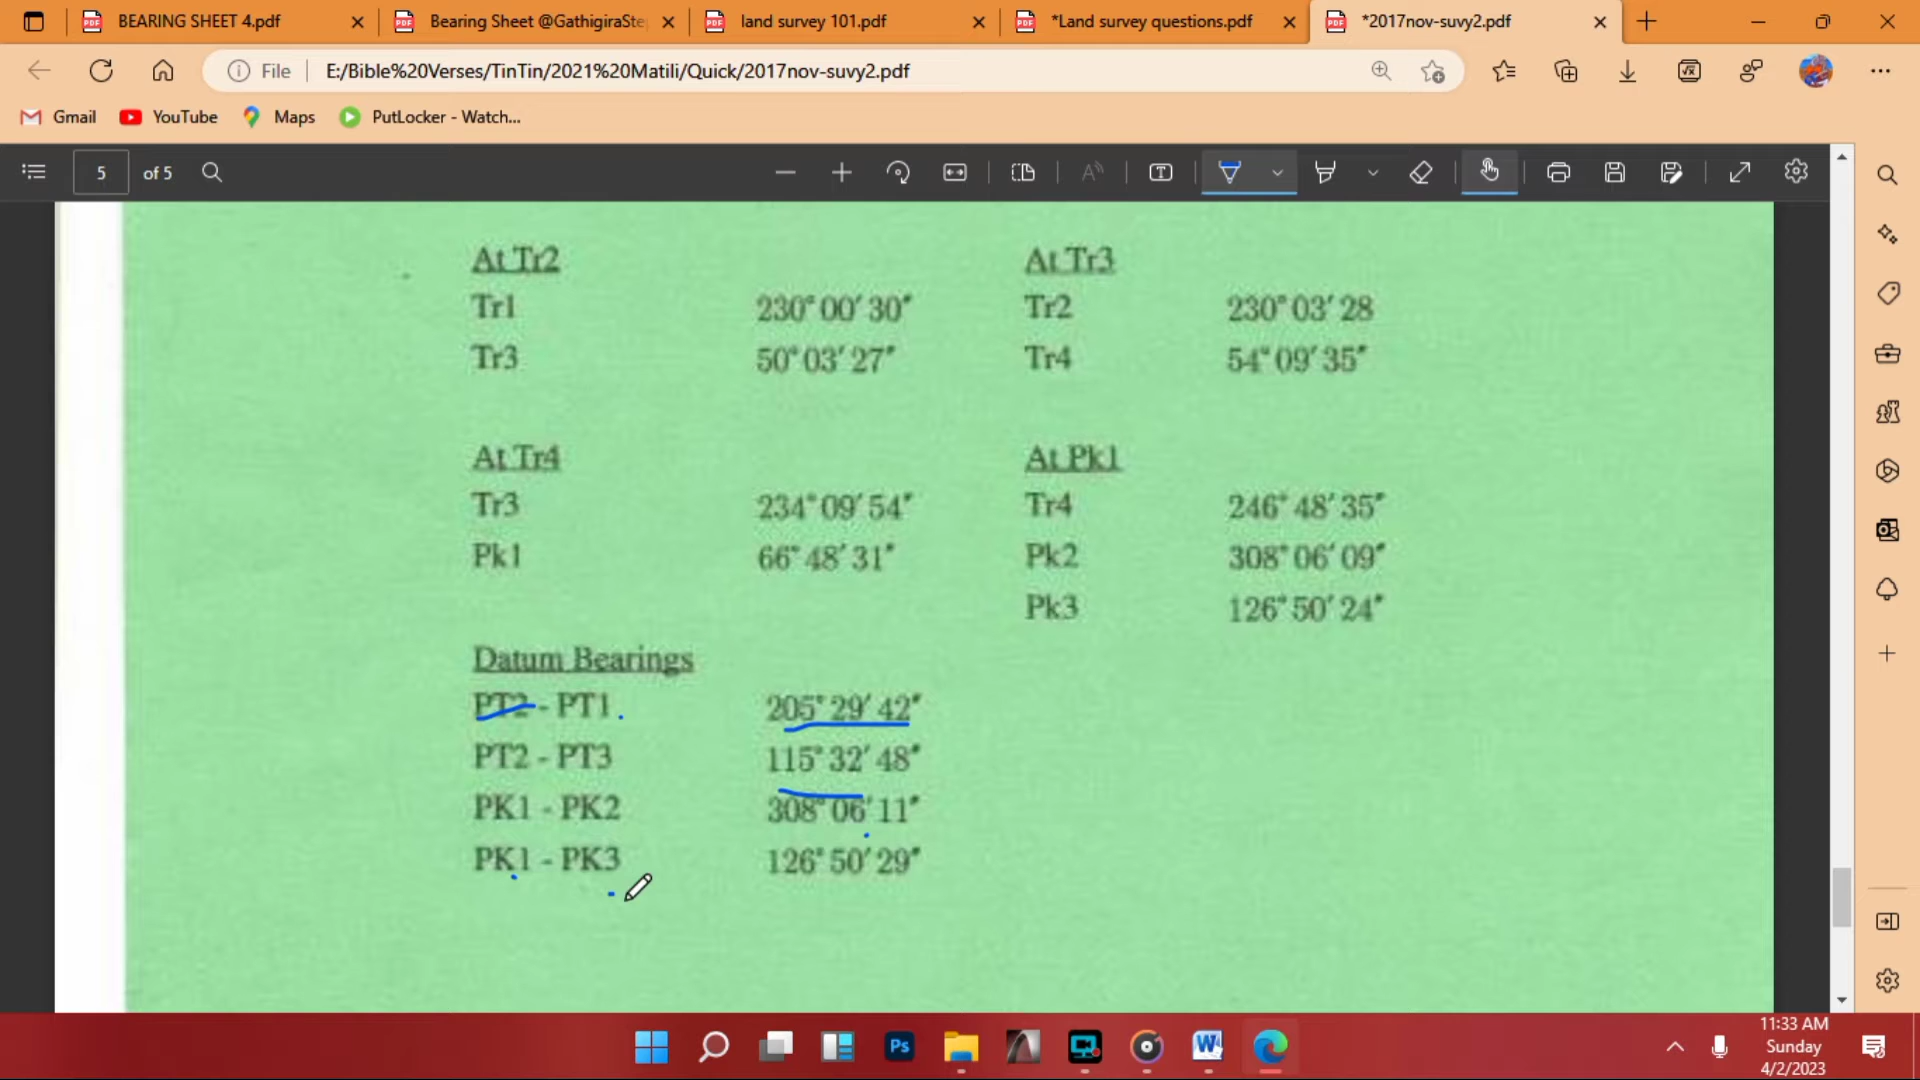 BEARING SHEET 4.pdf
Bearing Sheet @GathigiraSte
land survey 101.pdf
*Land survey questions.pdf
*2017nov-suvy2.pdf
File
E:/Bible%20Verses/TinTin/2021%20Matili/Quick/2017nov-suvy2.pdf
Gmail
YouTube
Maps
PutLocker - Watch...
5 of 5
At Tr2
Tr1 230° 00′ 30″
Tr3 50° 03′ 27″
At Tr3
Tr2 230° 03′ 28
Tr4 54° 09′ 35″
At Tr4
Tr3 234° 09′ 54″
Pk1 66° 48′ 31″
At Pk1
Tr4 246° 48′ 35″
Pk2 308° 06′ 09″
Pk3 126° 50′ 24″
Datum Bearings
PT2 - PT1 205° 29′ 42″
PT2 - PT3 115° 32′ 48″
PK1 - PK2 308° 06′ 11″
PK1 - PK3 126° 50′ 29″
Ps
W
11:33 AM
Sunday
4/2/2023